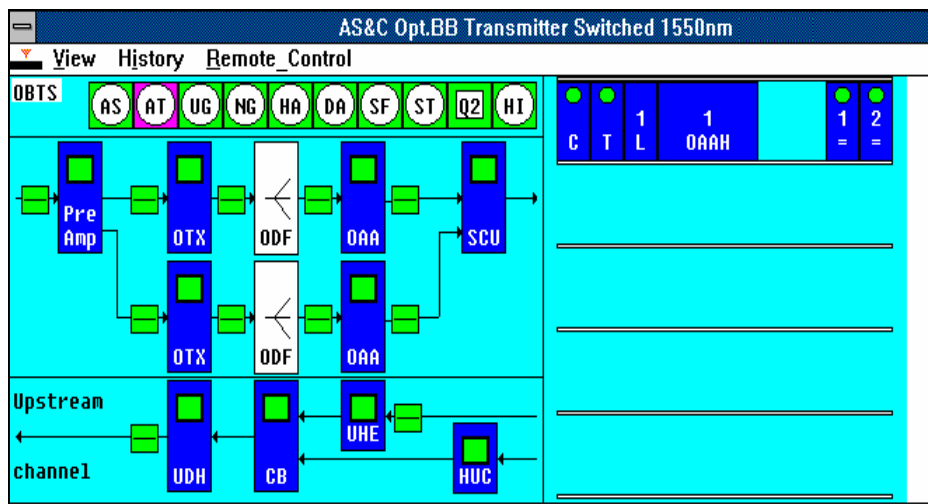 AS&C Opt.BB Transmitter Switched 1550nm
View History Remote_Control
OBTS AS AT UG NG HA DA SF ST Q2 HI
C T 1 L 1 OAAH 1 = 2 =
Pre Amp OTX ODF OAA SCU
OTX ODF OAA
Upstream channel
UHE
UDH CB HUC